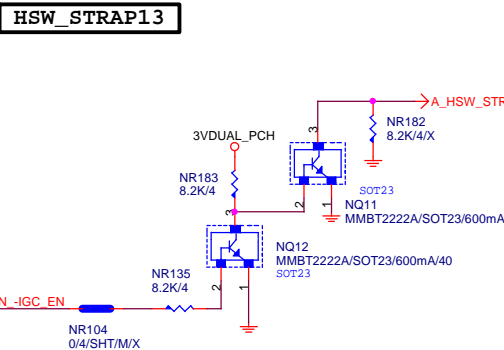 HSW_STRAP13
A_HSW_STR
3VDUAL_PCH
3
NR182
8.2K/4/X
NR183
8.2K/4
SOT23
2
1
NQ11
MMBT2222A/SOT23/600mA
3
NQ12
MMBT2222A/SOT23/600mA/40
SOT23
NR135
8.2K/4
2
1
N_-IGC_EN
NR104
0/4/SHT/M/X